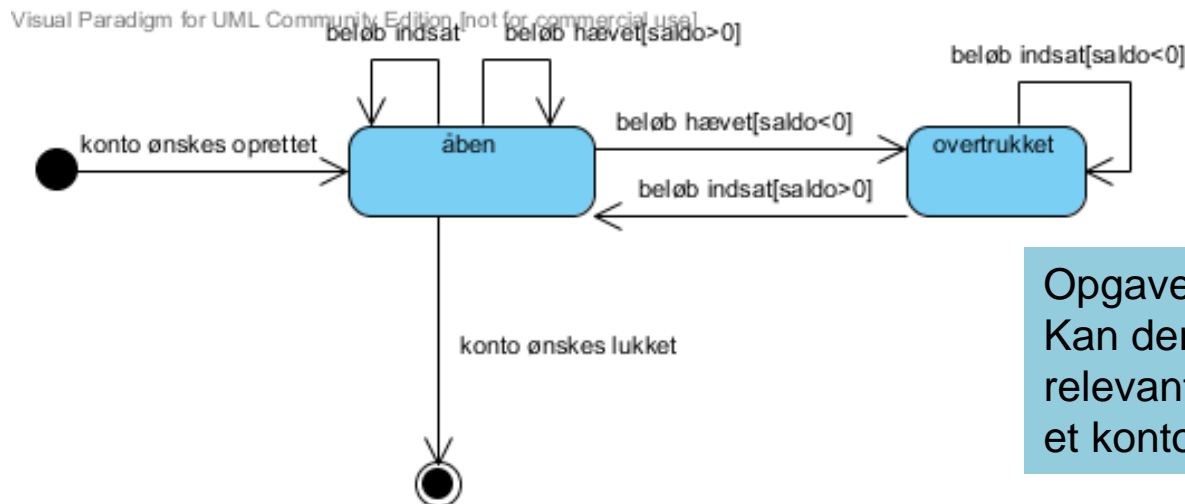 Visual Paradigm for UML Community Edition [not for commercial use]
beløb indsat
beløb hævet[saldo>0]
beløb indsat[saldo<0]
konto ønskes oprettet
åben
beløb hævet[saldo<0]
overtrukket
beløb indsat[saldo>0]
konto ønskes lukket
Opgave
Kan der
relevant
et konto